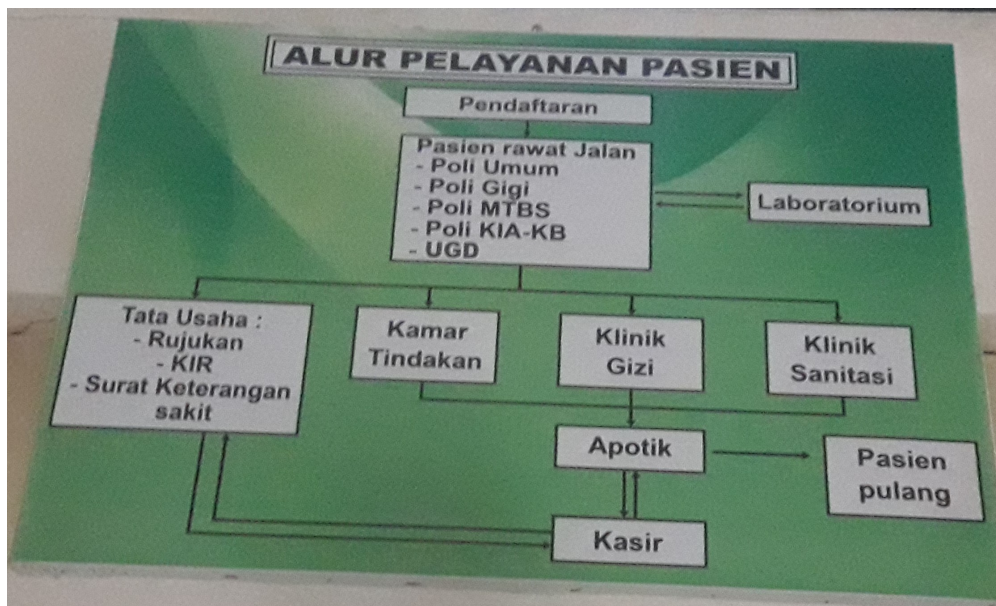 ALUR PELAYANAN PASIEN
Pendaftaran
Pasien rawat Jalan
- Poli Umum
- Poli Gigi
- Poli MTBS
- Poli KIA-KB
- UGD
Laboratorium
Tata Usaha :
- Rujukan
- KIR
- Surat Keterangan
sakit
Kamar
Tindakan
Klinik
Gizi
Klinik
Sanitasi
Apotik
Pasien
pulang
Kasir